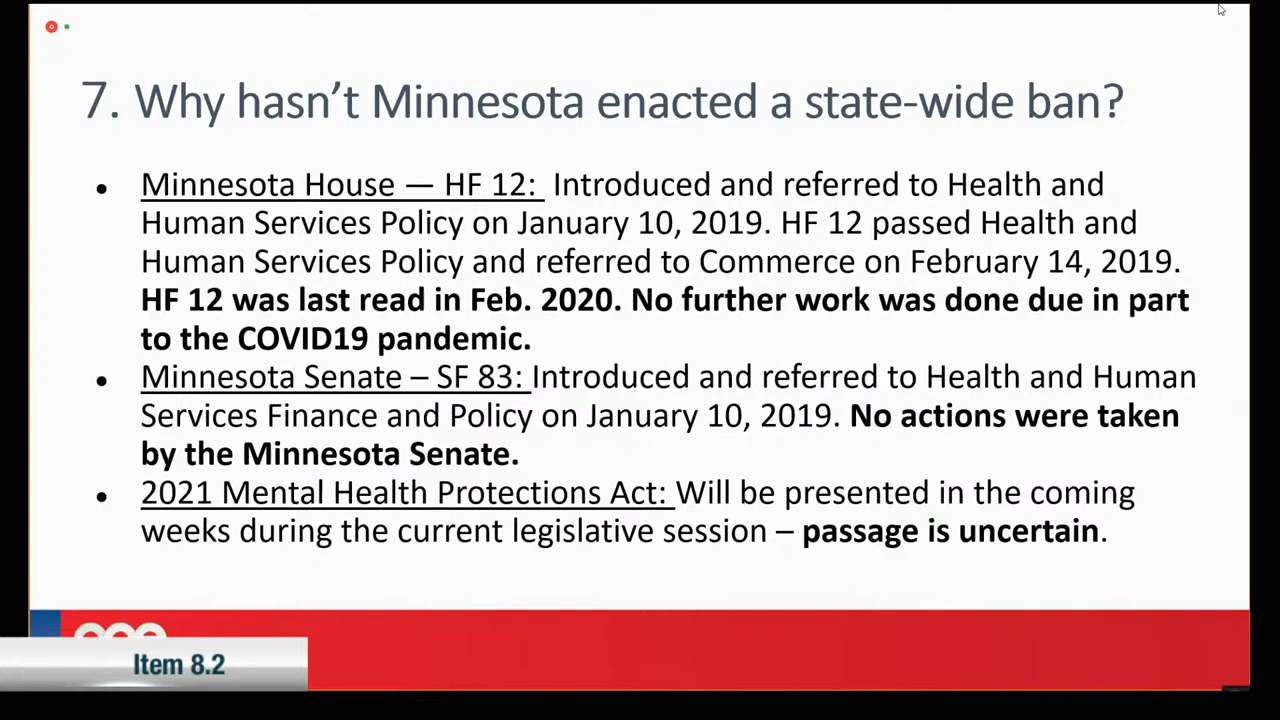 7. Why hasn’t Minnesota enacted a state-wide ban?
• Minnesota House — HF 12: Introduced and referred to Health and
Human Services Policy on January 10, 2019. HF 12 passed Health and
Human Services Policy and referred to Commerce on February 14, 2019.
HF 12 was last read in Feb. 2020. No further work was done due in part
to the COVID19 pandemic.
• Minnesota Senate – SF 83: Introduced and referred to Health and Human
Services Finance and Policy on January 10, 2019. No actions were taken
by the Minnesota Senate.
• 2021 Mental Health Protections Act: Will be presented in the coming
weeks during the current legislative session – passage is uncertain.
Item 8.2